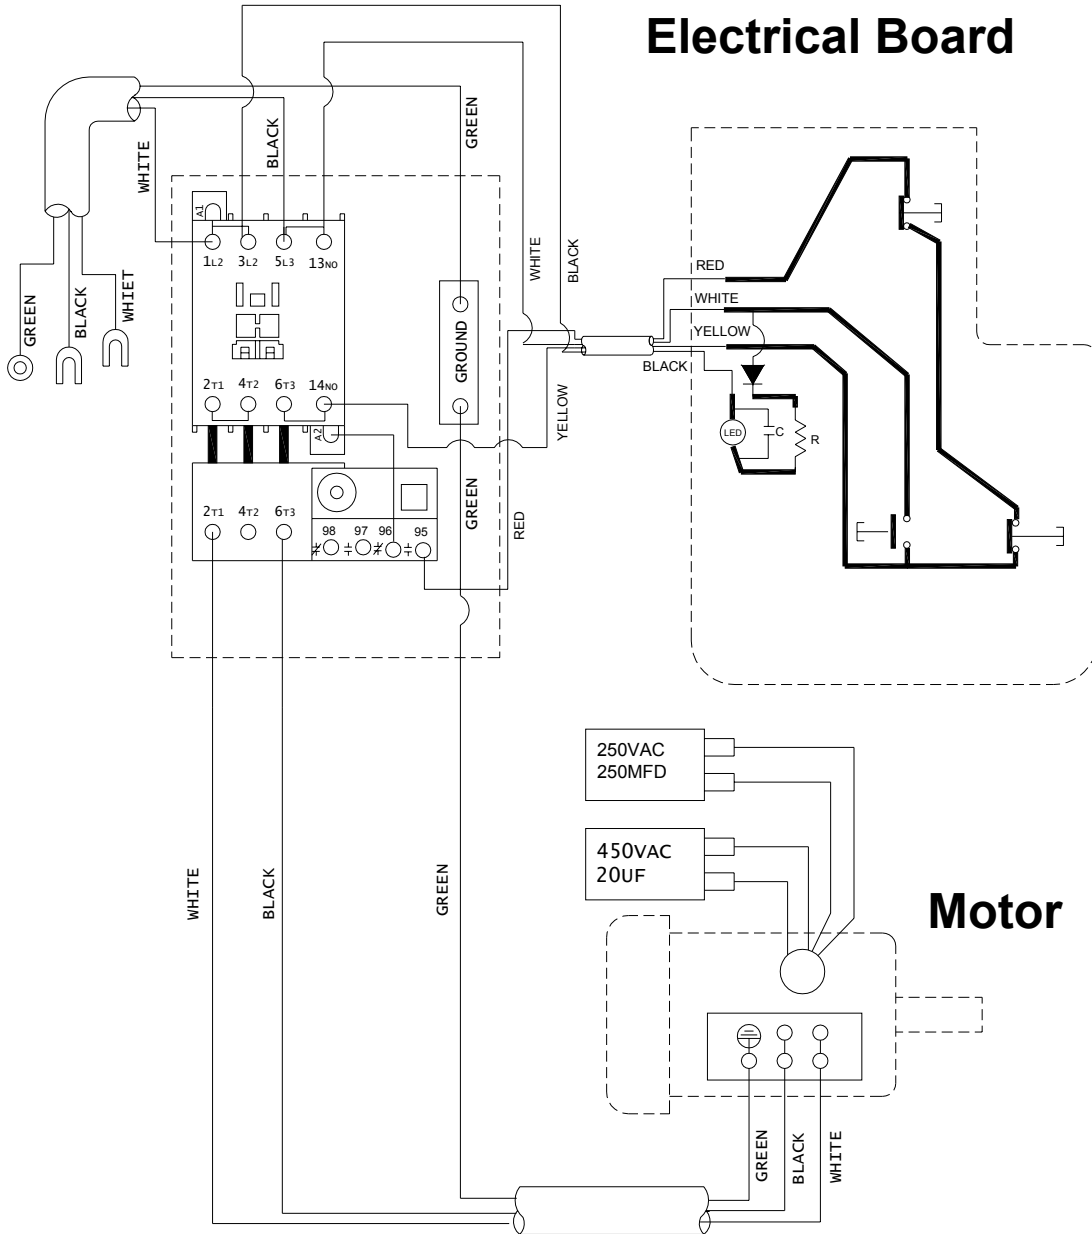 Electrical Board
GREEN
BLACK
WHITE
A1
1L2
3L2
5L3
13NO
WHITE
BLACK
RED
WHITE
YELLOW
BLACK
GREEN
BLACK
WHIET
GROUND
2T1
4T2
6T3
14NO
A2
YELLOW
LED
C
R
GREEN
RED
2T1
4T2
6T3
98
97
96
95
250VAC
250MFD
450VAC
20UF
WHITE
BLACK
GREEN
Motor
GREEN
BLACK
WHITE